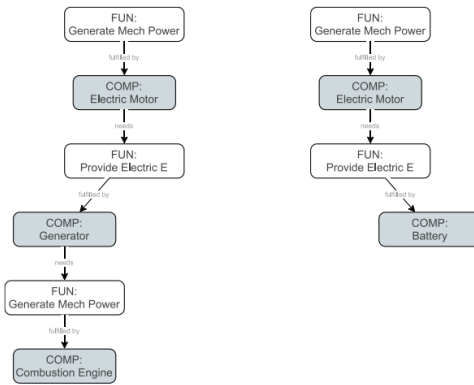 FUN:
Generate Mech Power
fulfilled by
COMP:
Electric Motor
needs
FUN:
Provide Electric E
fulfilled by
COMP:
Generator
needs
FUN:
Generate Mech Power
fulfilled by
COMP:
Combustion Engine
FUN:
Generate Mech Power
fulfilled by
COMP:
Electric Motor
needs
FUN:
Provide Electric E
fulfilled by
COMP:
Battery